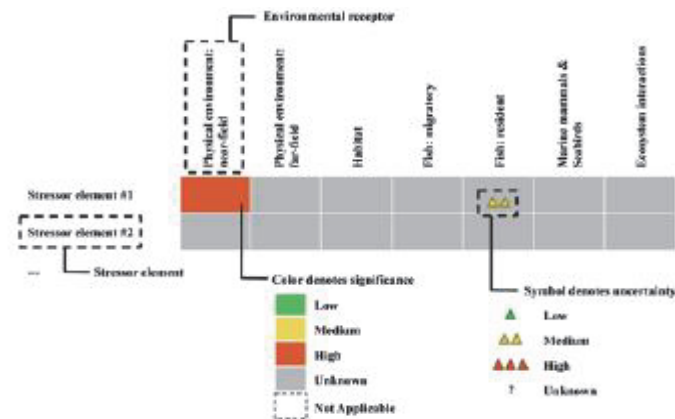 Environmental receptor
Physical environment:
near-field
Physical environment:
far-field
Habitat
Fish: migratory
Fish: resident
Marine mammals &
Seabirds
Ecosystem interactions
Stressor element #1
Stressor element #2
---
Stressor element
Color denotes significance
Low
Medium
High
Unknown
Not Applicable
Symbol denotes uncertainty
Low
Medium
High
? Unknown